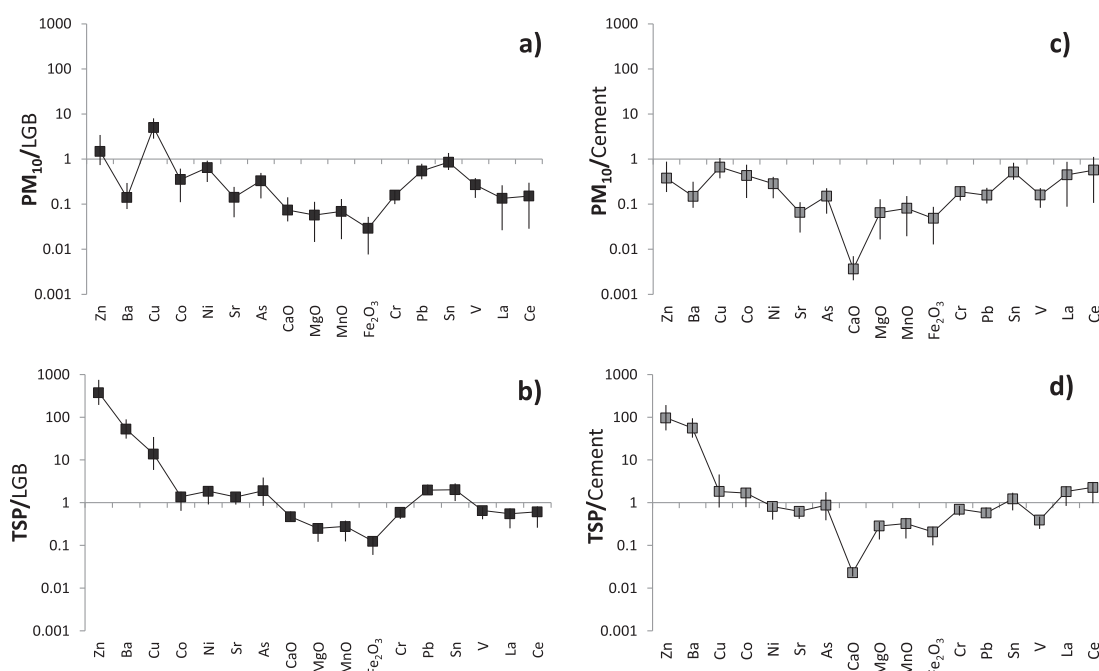 a)
PM₁₀/LGB
1000
100
10
1
0.1
0.01
0.001
Zn Ba Cu Co Ni Sr As CaO MgO MnO Fe₂O₃ Cr Pb Sn V La Ce
c)
PM₁₀/Cement
1000
100
10
1
0.1
0.01
0.001
Zn Ba Cu Co Ni Sr As CaO MgO MnO Fe₂O₃ Cr Pb Sn V La Ce
b)
TSP/LGB
1000
100
10
1
0.1
0.01
0.001
Zn Ba Cu Co Ni Sr As CaO MgO MnO Fe₂O₃ Cr Pb Sn V La Ce
d)
TSP/Cement
1000
100
10
1
0.1
0.01
0.001
Zn Ba Cu Co Ni Sr As CaO MgO MnO Fe₂O₃ Cr Pb Sn V La Ce